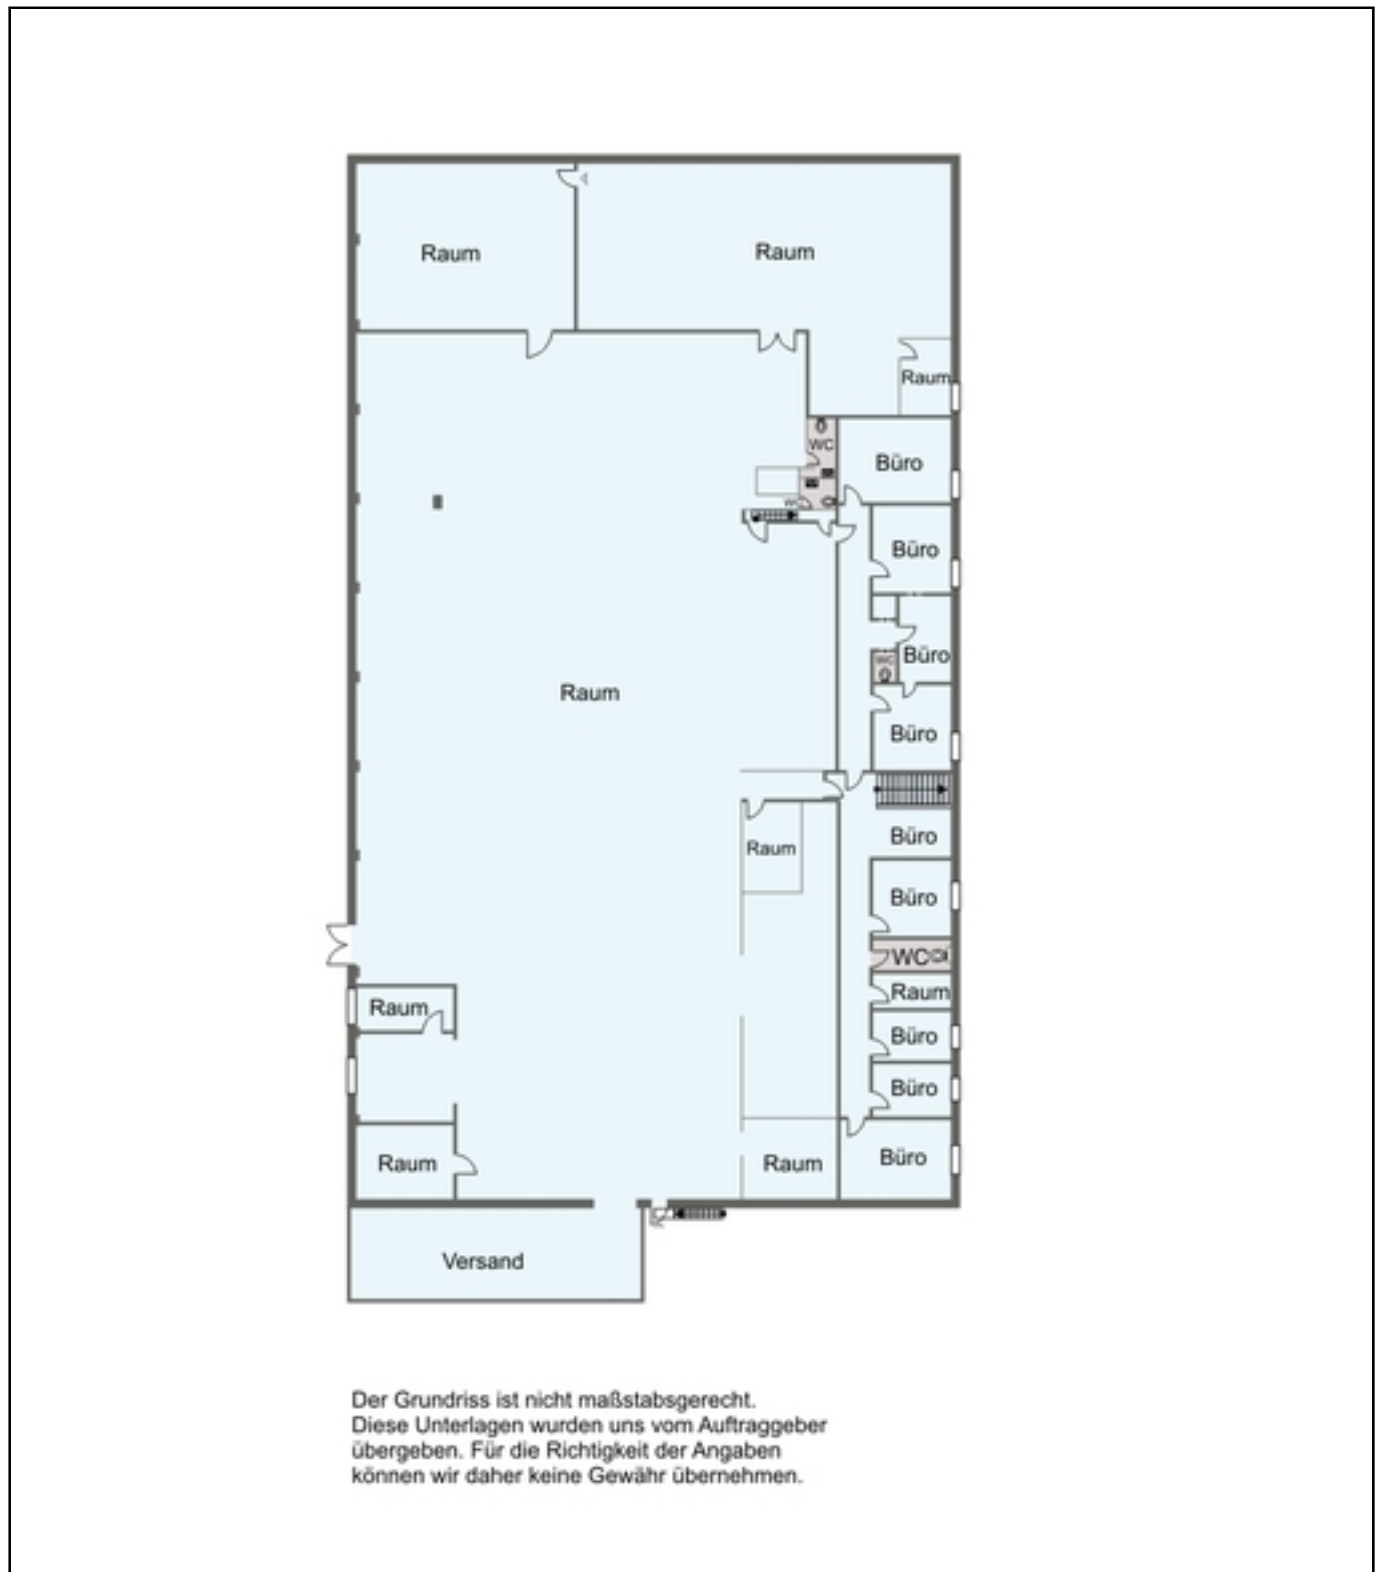 Raum
Raum
Raum
WC
Büro
WC
Büro
Büro
WC
Raum
Büro
Büro
Raum
Büro
WC
Raum
Raum
Büro
Büro
Raum
Raum
Büro
Versand
Der Grundriss ist nicht maßstabsgerecht.
Diese Unterlagen wurden uns vom Auftraggeber
übergeben. Für die Richtigkeit der Angaben
können wir daher keine Gewähr übernehmen.